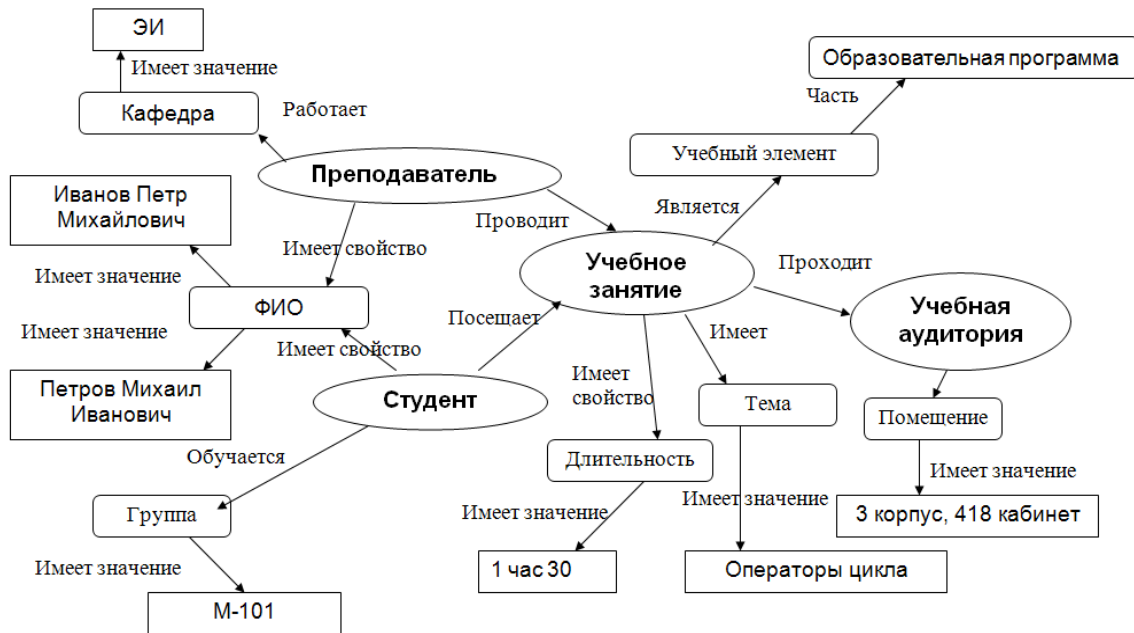 ЭИ
Имеет значение
Образовательная программа
Часть
Кафедра
Работает
Учебный элемент
Преподаватель
Иванов Петр
Михайлович
Является
Проводит
Имеет свойство
Учебное
занятие
Проходит
Имеет значение
Учебная
аудитория
ФИО
Посещает
Имеет значение
Имеет
Имеет свойство
Петров Михаил
Иванович
Студент
Имеет
свойство
Тема
Помещение
Обучается
Длительность
Имеет значение
Имеет значение
Группа
Имеет значение
3 корпус, 418 кабинет
Имеет значение
1 час 30
Операторы цикла
М-101